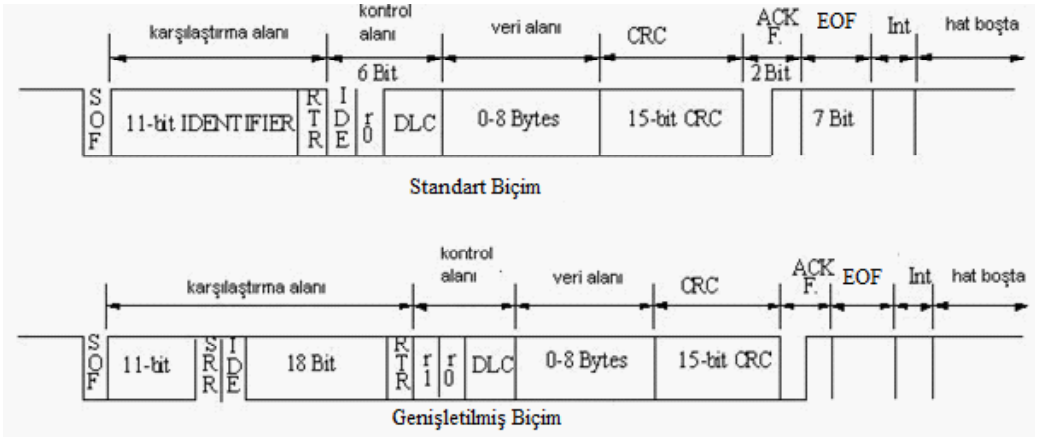 karşılaştırma alanı
kontrol
alanı
veri alanı
CRC
ACK
F.
EOF
Int
hat boşta
6 Bit
2 Bit
SOF
11-bit IDENTIFIER
RTR
IDE
r0
DLC
0-8 Bytes
15-bit CRC
7 Bit
Standart Biçim
karşılaştırma alanı
kontrol
alanı
veri alanı
CRC
ACK
F.
EOF
Int
hat boşta
SOF
11-bit
SRR
IDE
18 Bit
RTR
r1
r0
DLC
0-8 Bytes
15-bit CRC
Genişletilmiş Biçim